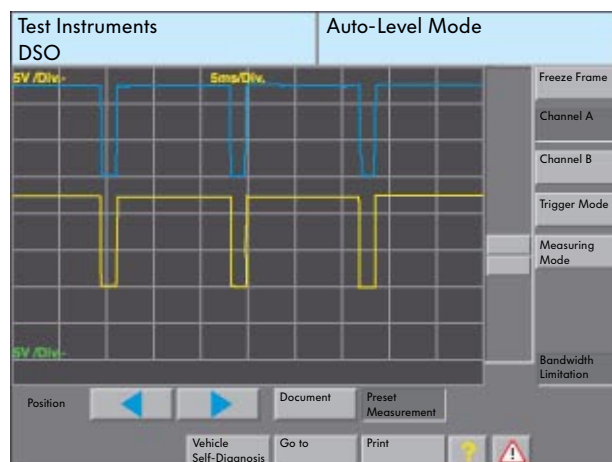 Test Instruments
DSO
Auto-Level Mode
5V /Div.-
5ms/Div.
Freeze Frame
Channel A
Channel B
Trigger Mode
Measuring
Mode
5V /Div-
Bandwidth
Limitation
Position
Document
Preset
Measurement
Vehicle
Self-Diagnosis
Go to
Print
?
!